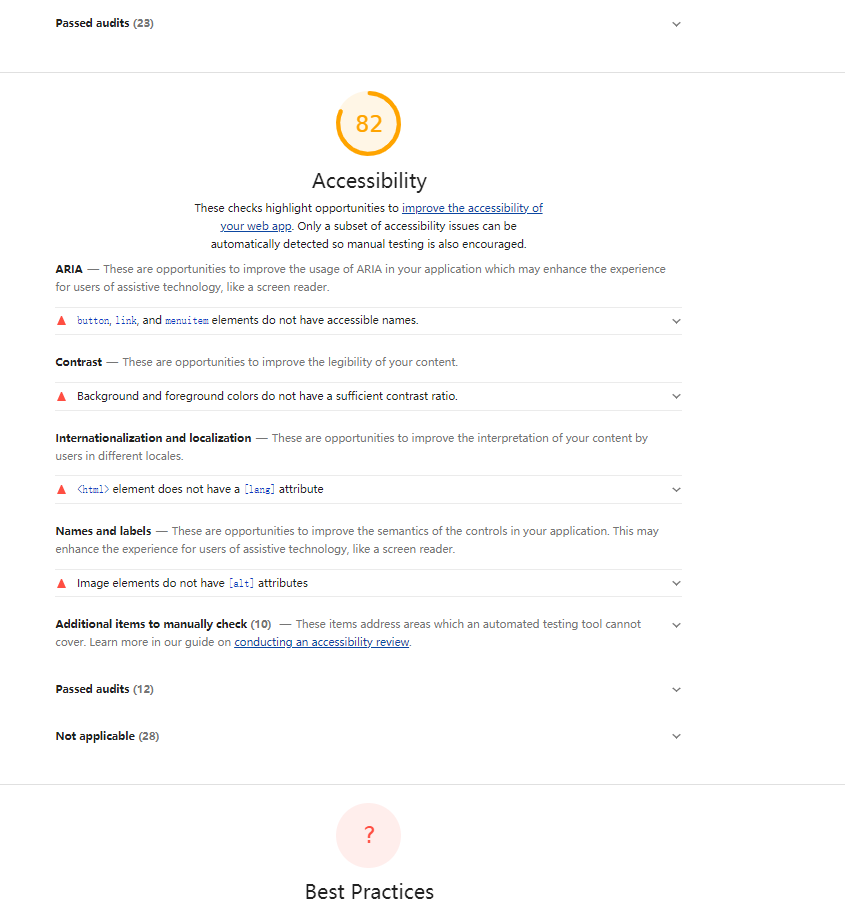 Passed audits (23)
82
Accessibility
These checks highlight opportunities to improve the accessibility of
your web app. Only a subset of accessibility issues can be
automatically detected so manual testing is also encouraged.
ARIA — These are opportunities to improve the usage of ARIA in your application which may enhance the experience
for users of assistive technology, like a screen reader.
button, link, and menuitem elements do not have accessible names.
Contrast — These are opportunities to improve the legibility of your content.
Background and foreground colors do not have a sufficient contrast ratio.
Internationalization and localization — These are opportunities to improve the interpretation of your content by
users in different locales.
<html> element does not have a [lang] attribute
Names and labels — These are opportunities to improve the semantics of the controls in your application. This may
enhance the experience for users of assistive technology, like a screen reader.
Image elements do not have [alt] attributes
Additional items to manually check (10) — These items address areas which an automated testing tool cannot
cover. Learn more in our guide on conducting an accessibility review.
Passed audits (12)
Not applicable (28)
?
Best Practices